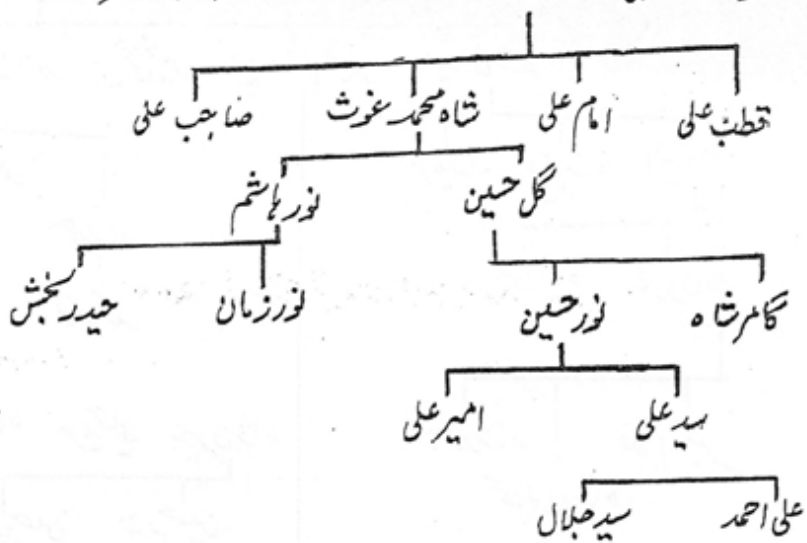 قطب علی امام علی شاہ محمد غوث صاحب علی
گل حسین نور ہاشم
گامر شاہ نور حسین نور زمان حیدر بخش
سید علی امیر علی
علی احمد سید جلال